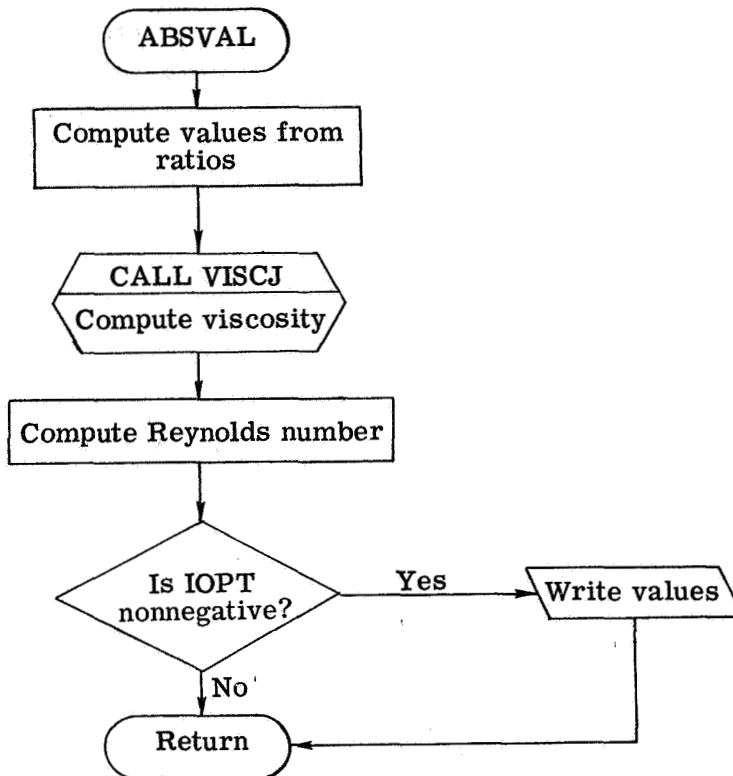 ABSVAL
Compute values from
ratios
CALL VISCJ
Compute viscosity
Compute Reynolds number
Is IOPT
nonnegative?
Yes
Write values
No
Return